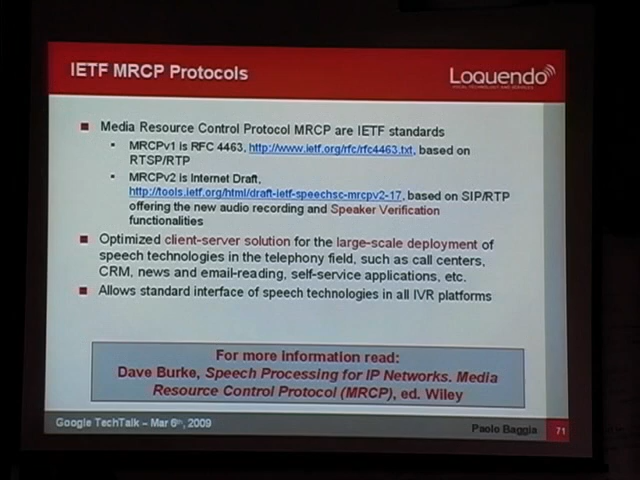 IETF MRCP Protocols
Loquendo
Media Resource Control Protocol MRCP are IETF standards
MRCPv1 is RFC 4463, http://www.ietf.org/rfc/rfc4463.txt, based on
RTSP/RTP
MRCPv2 is Internet Draft,
http://tools.ietf.org/html/draft-ietf-speechsc-mrcpv2-17, based on SIP/RTP
offering the new audio recording and Speaker Verification
functionalities
Optimized client-server solution for the large-scale deployment of
speech technologies in the telephony field, such as call centers,
CRM, news and email-reading, self-service applications, etc.
Allows standard interface of speech technologies in all IVR platforms
For more information read:
Dave Burke, Speech Processing for IP Networks. Media
Resource Control Protocol (MRCP), ed. Wiley
Google TechTalk – Mar 6th, 2009
Paolo Baggia
71